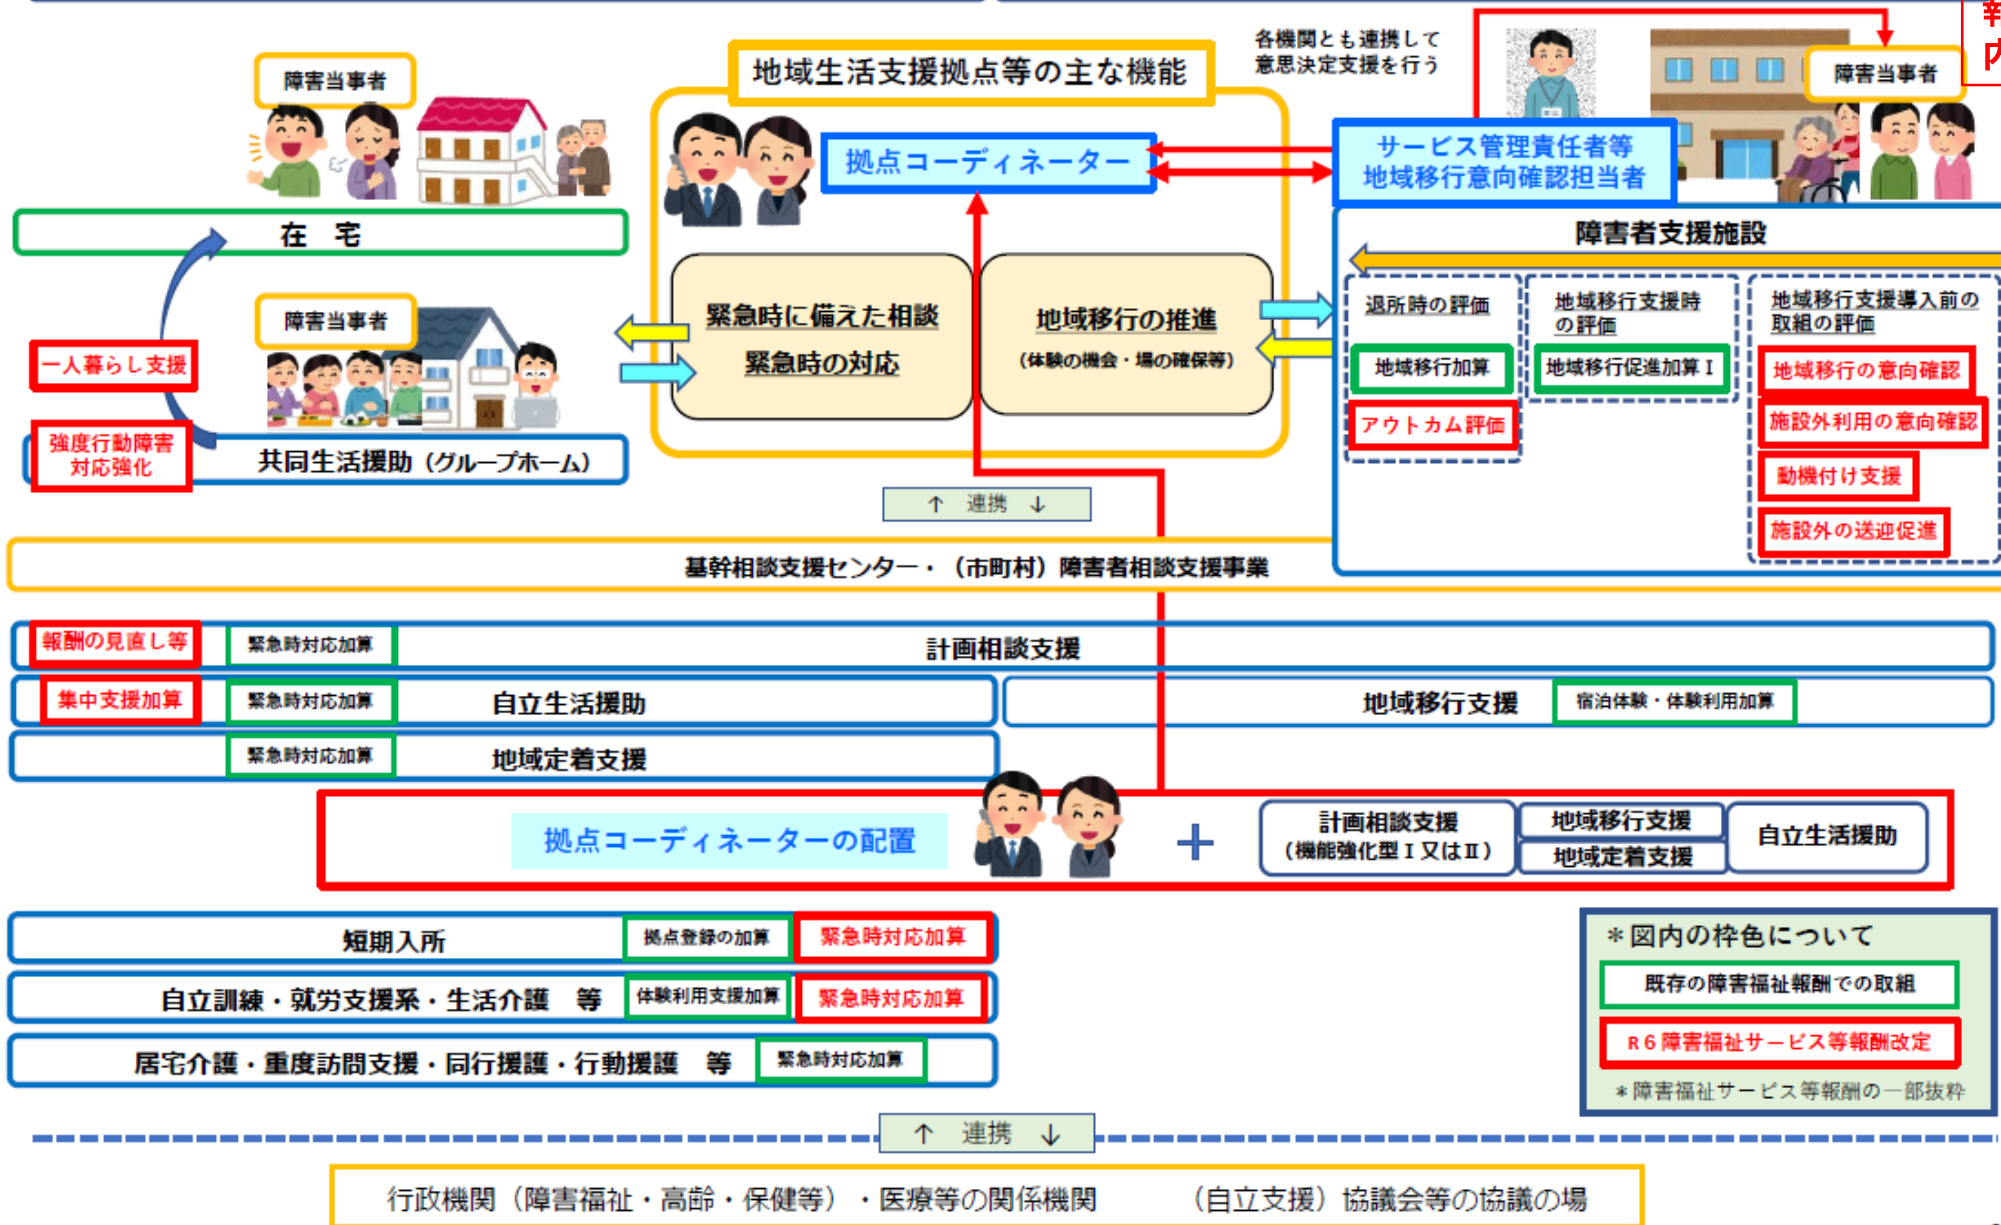 各機関とも連携して
意思決定支援を行う
内
障害当事者
地域生活支援拠点等の主な機能
障害当事者
拠点コーディネーター
サービス管理責任者等
地域移行意向確認担当者
在　宅
障害者支援施設
緊急時に備えた相談
緊急時の対応
地域移行の推進
（体験の機会・場の確保等）
退所時の評価
地域移行加算
アウトカム評価
地域移行支援時
の評価
地域移行促進加算Ⅰ
地域移行支援導入前の
取組の評価
地域移行の意向確認
施設外利用の意向確認
動機付け支援
施設外の送迎促進
障害当事者
一人暮らし支援
強度行動障害
対応強化
共同生活援助（グループホーム）
↑　連携　↓
基幹相談支援センター・（市町村）障害者相談支援事業
報酬の見直し等　緊急時対応加算　計画相談支援
集中支援加算　緊急時対応加算　自立生活援助
地域移行支援　宿泊体験・体験利用加算
緊急時対応加算　地域定着支援
拠点コーディネーターの配置
＋
計画相談支援
（機能強化型Ⅰ又はⅡ）
地域移行支援
地域定着支援
自立生活援助
短期入所　拠点登録の加算　緊急時対応加算
自立訓練・就労支援系・生活介護　等　体験利用支援加算　緊急時対応加算
居宅介護・重度訪問支援・同行援護・行動援護　等　緊急時対応加算
＊図内の枠色について
既存の障害福祉報酬での取組
R６障害福祉サービス等報酬改定
＊障害福祉サービス等報酬の一部抜粋
↑　連携　↓
行政機関（障害福祉・高齢・保健等）・医療等の関係機関　（自立支援）協議会等の協議の場